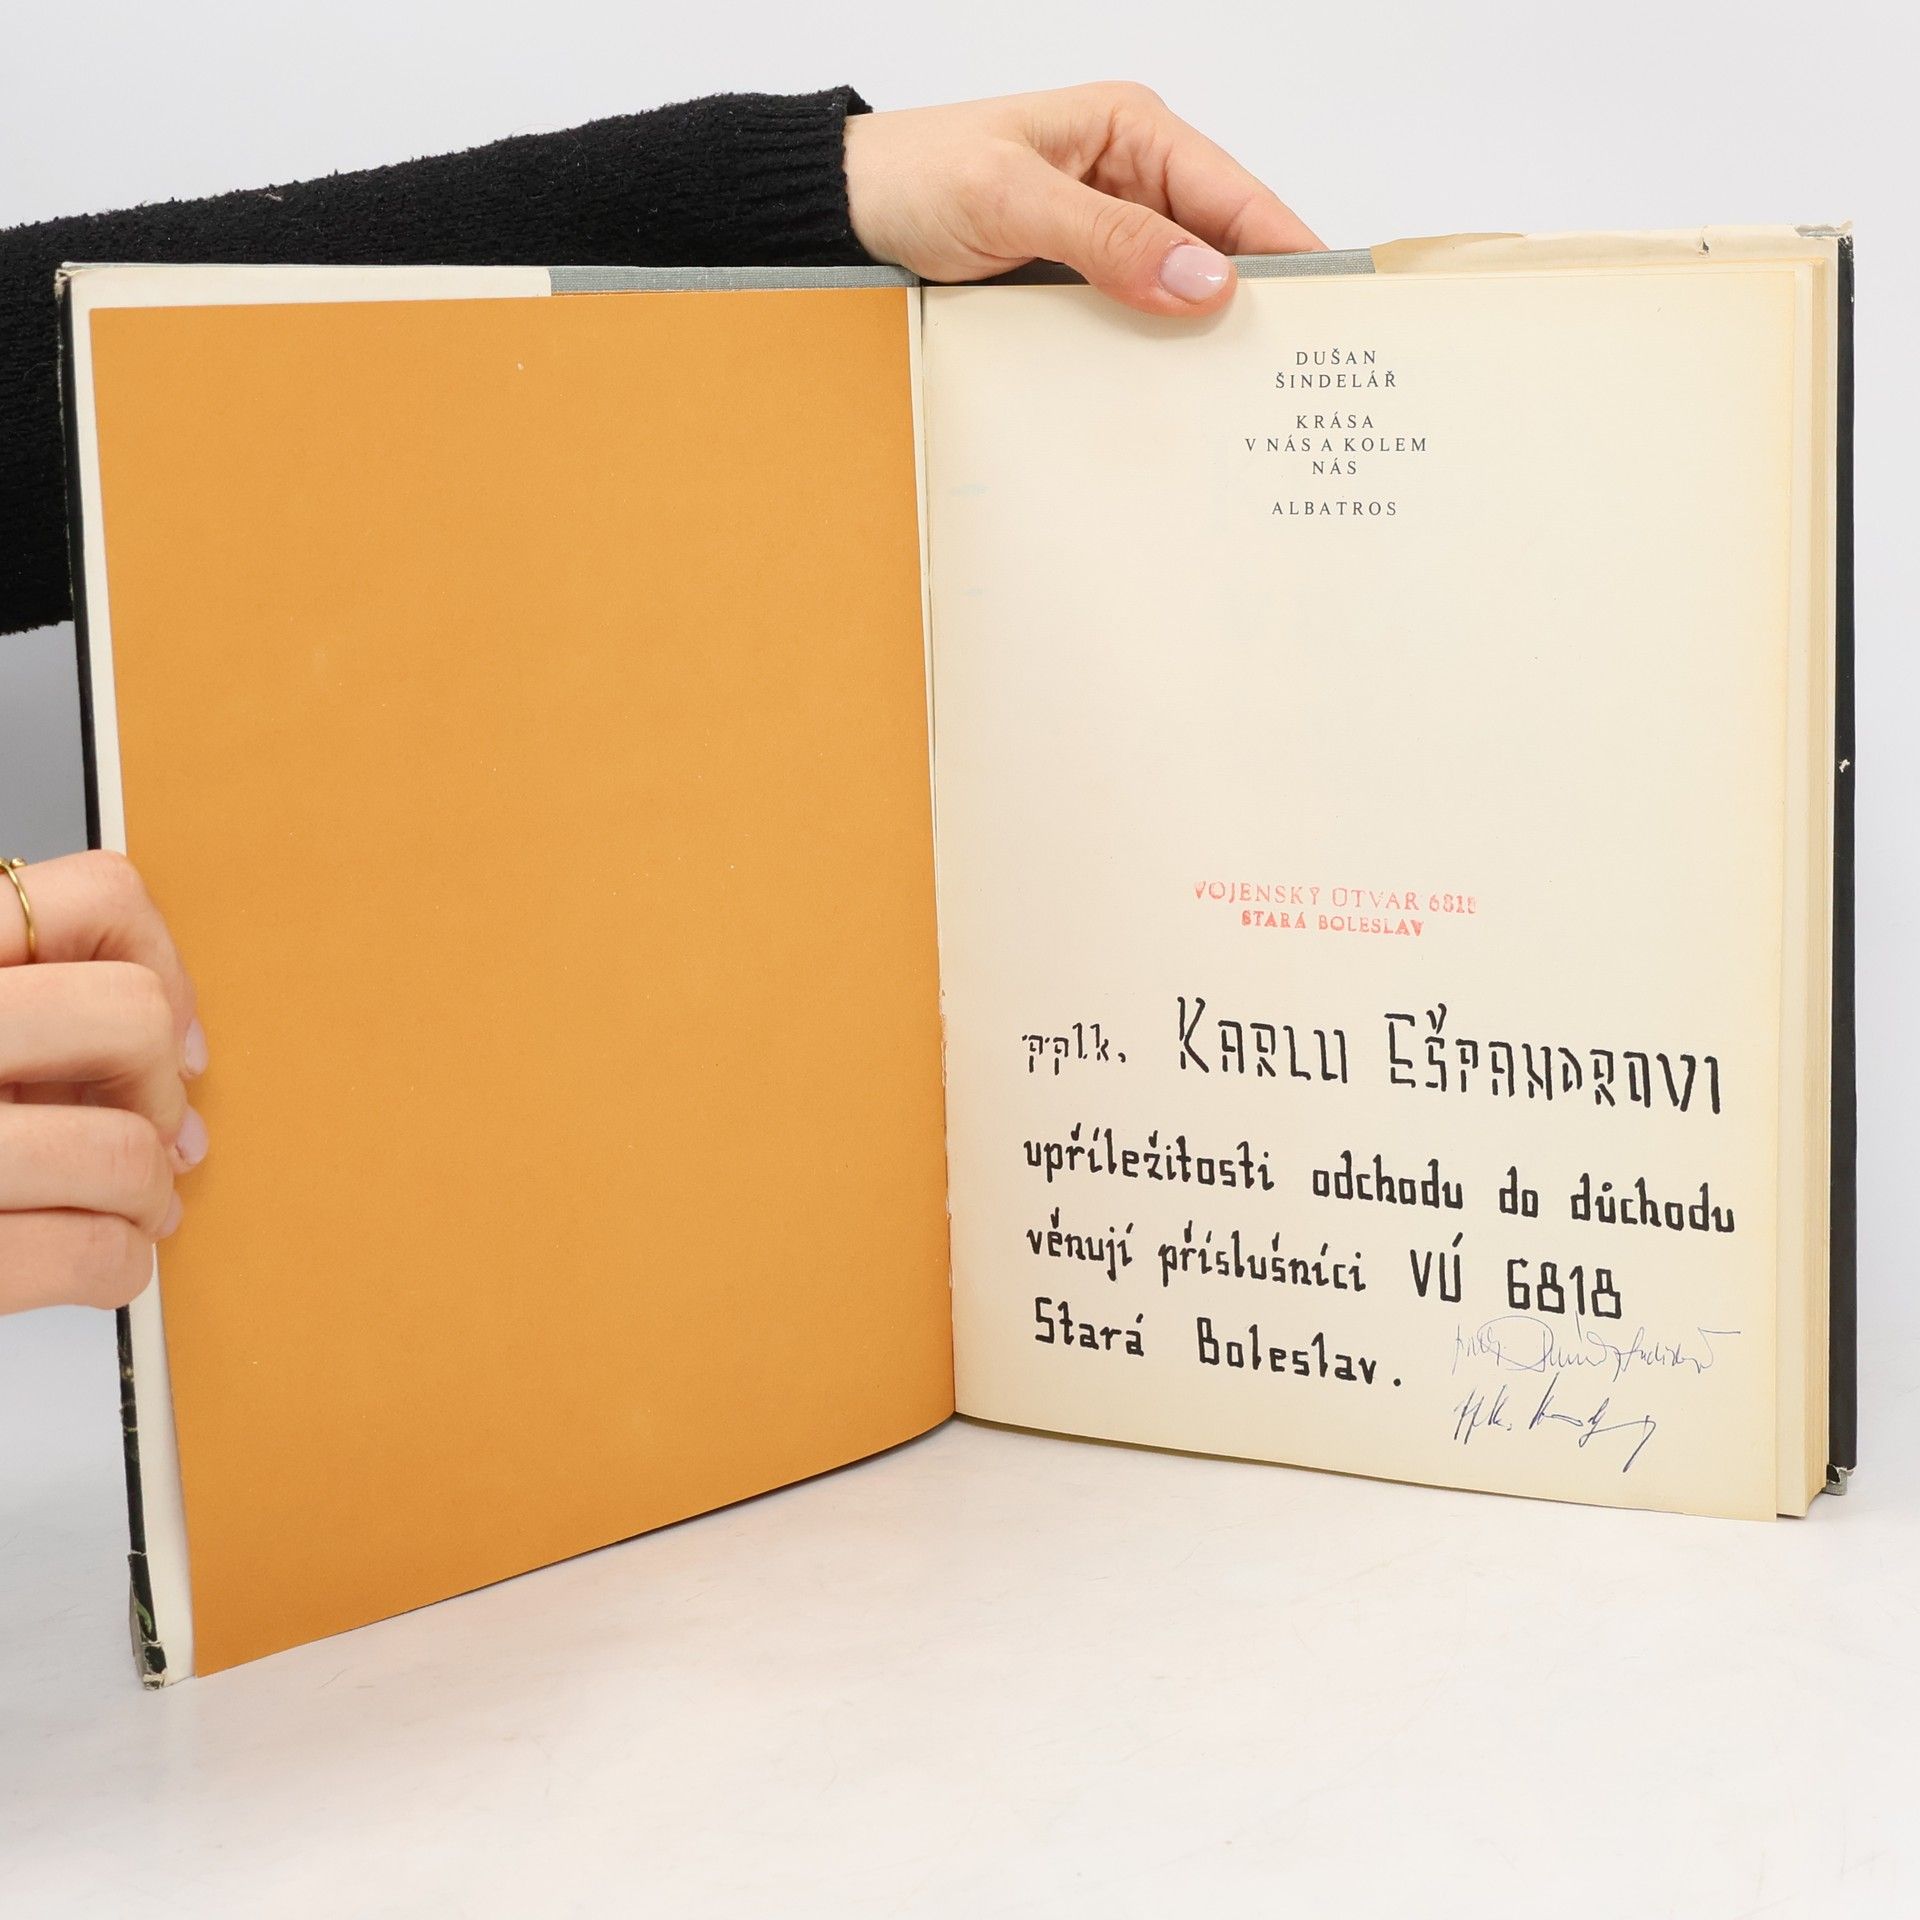 DUŠAN
ŠINDELÁŘ
KRÁSA
V NÁS A KOLEM
NÁS
ALBATROS
VOJENSKÝ ÚTVAR 6818
STARÁ BOLESLAV
pplk. KARLU EŠPANDROVI
upříležitosti odchodu do důchodu
věnují příslušníci VÚ 6818
Stará Boleslav.